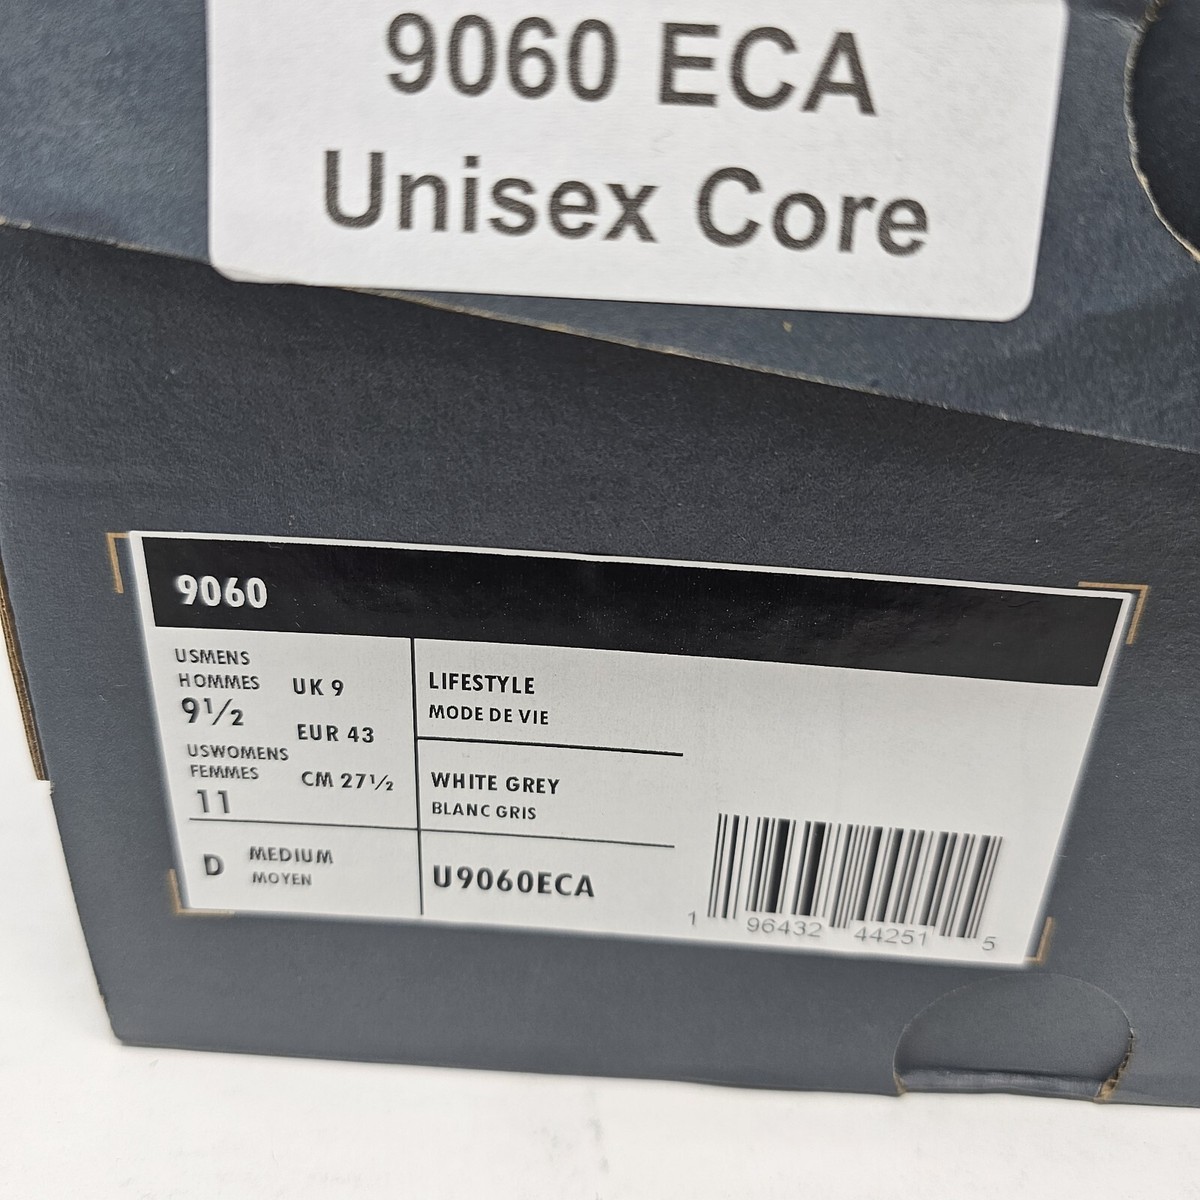 9060 ECA
Unisex Core
9060
USMENS
HOMMES
9½
USWOMENS
FEMMES
11
UK 9
EUR 43
CM 27½
D
MEDIUM
MOYEN
LIFESTYLE
MODE DE VIE
WHITE GREY
BLANC GRIS
U9060ECA
1 96432 44251 5